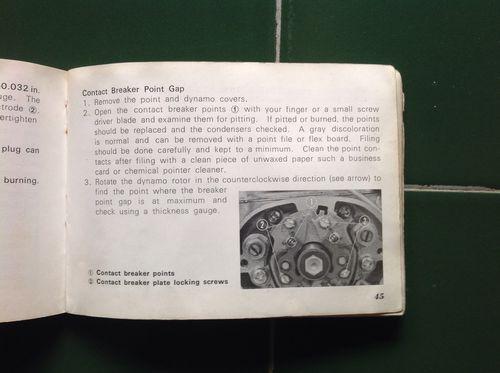 0.032 in.
uge. The
ctrode ②.
ertighten
plug can
burning.
Contact Breaker Point Gap
1. Remove the point and dynamo covers.
2. Open the contact breaker points ① with your finger or a small screw
driver blade and examine them for pitting. If pitted or burned, the points
should be replaced and the condensers checked. A gray discoloration
is normal and can be removed with a point file or flex board. Filing
should be done carefully and kept to a minimum. Clean the point con-
tacts after filing with a clean piece of unwaxed paper such a business
card or chemical pointer cleaner.
3. Rotate the dynamo rotor in the counterclockwise direction (see arrow) to
find the point where the breaker
point gap is at maximum and
check using a thickness gauge.
①
②
② 
① Contact breaker points
② Contact breaker plate locking screws
45